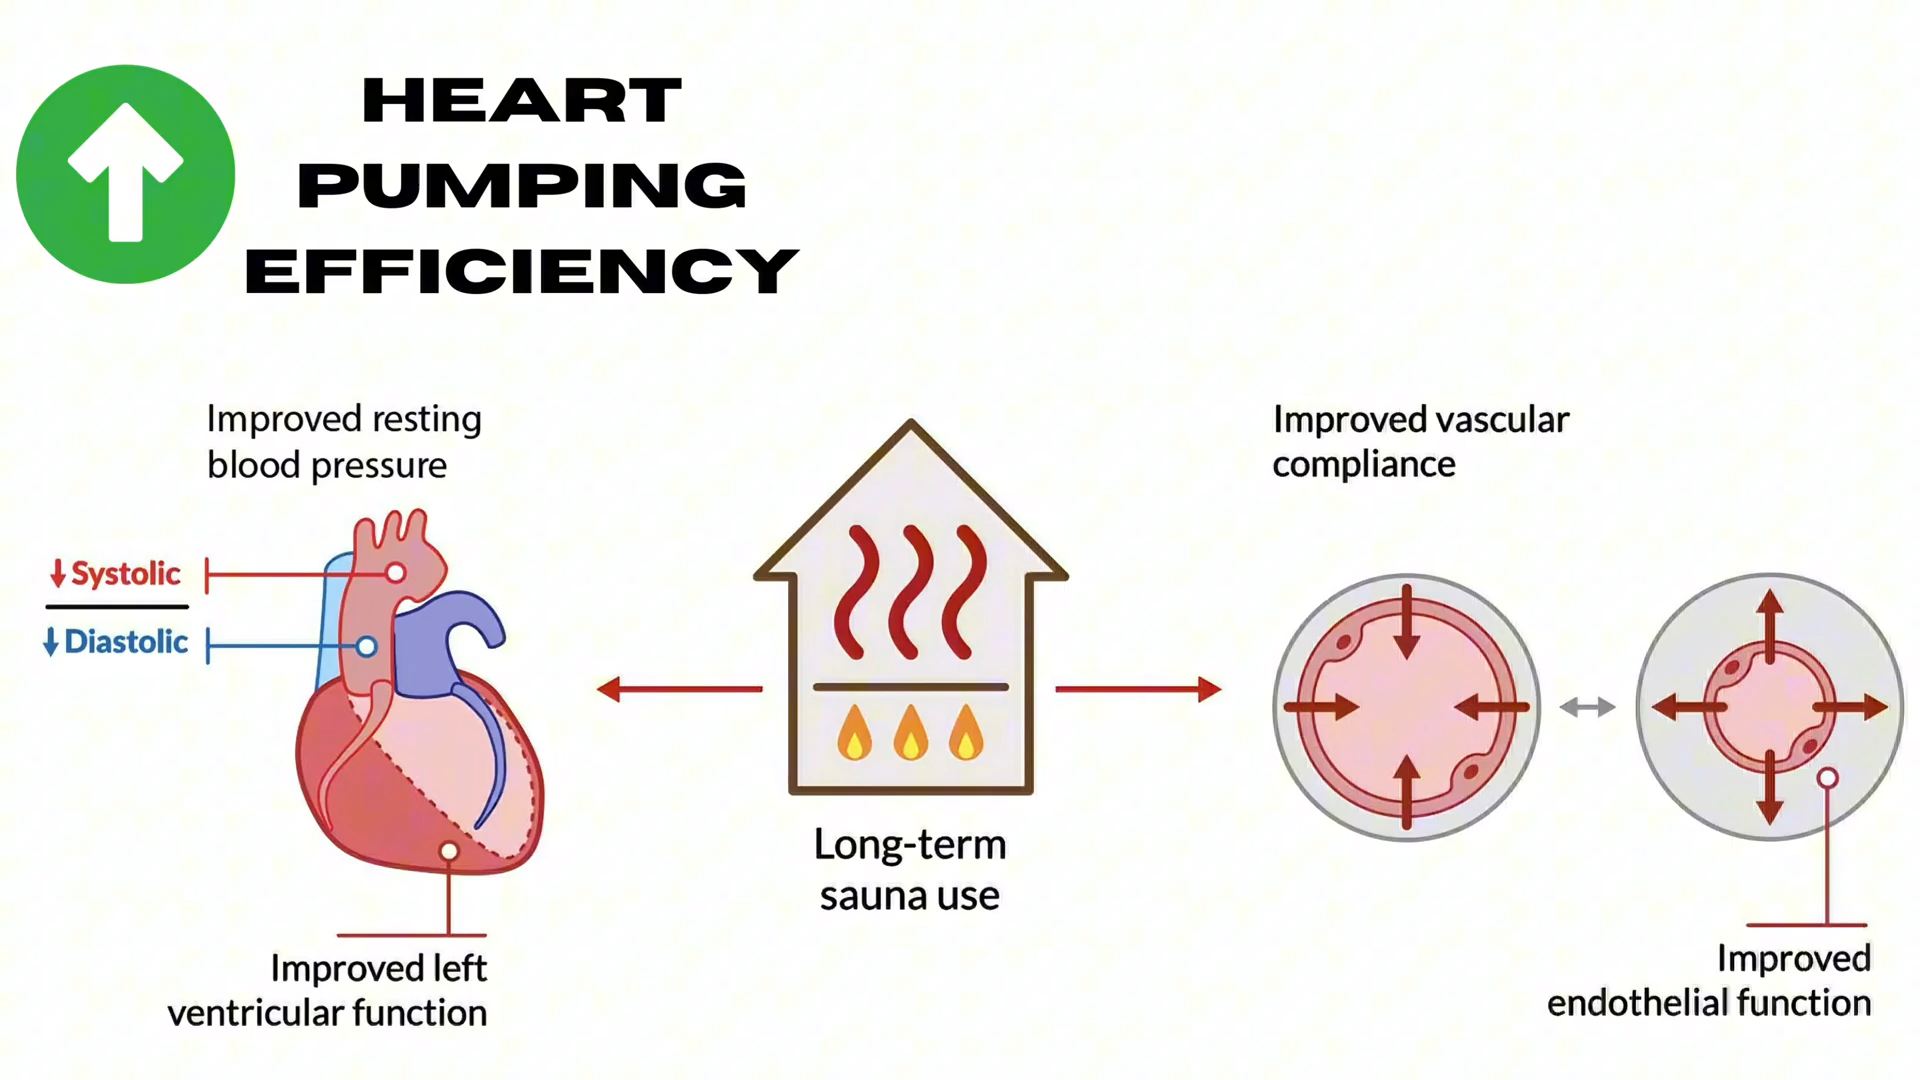 HEART
PUMPING
EFFICIENCY
Improved resting
blood pressure
↓ Systolic
↓ Diastolic
Improved left
ventricular function
Long-term
sauna use
Improved vascular
compliance
Improved
endothelial function